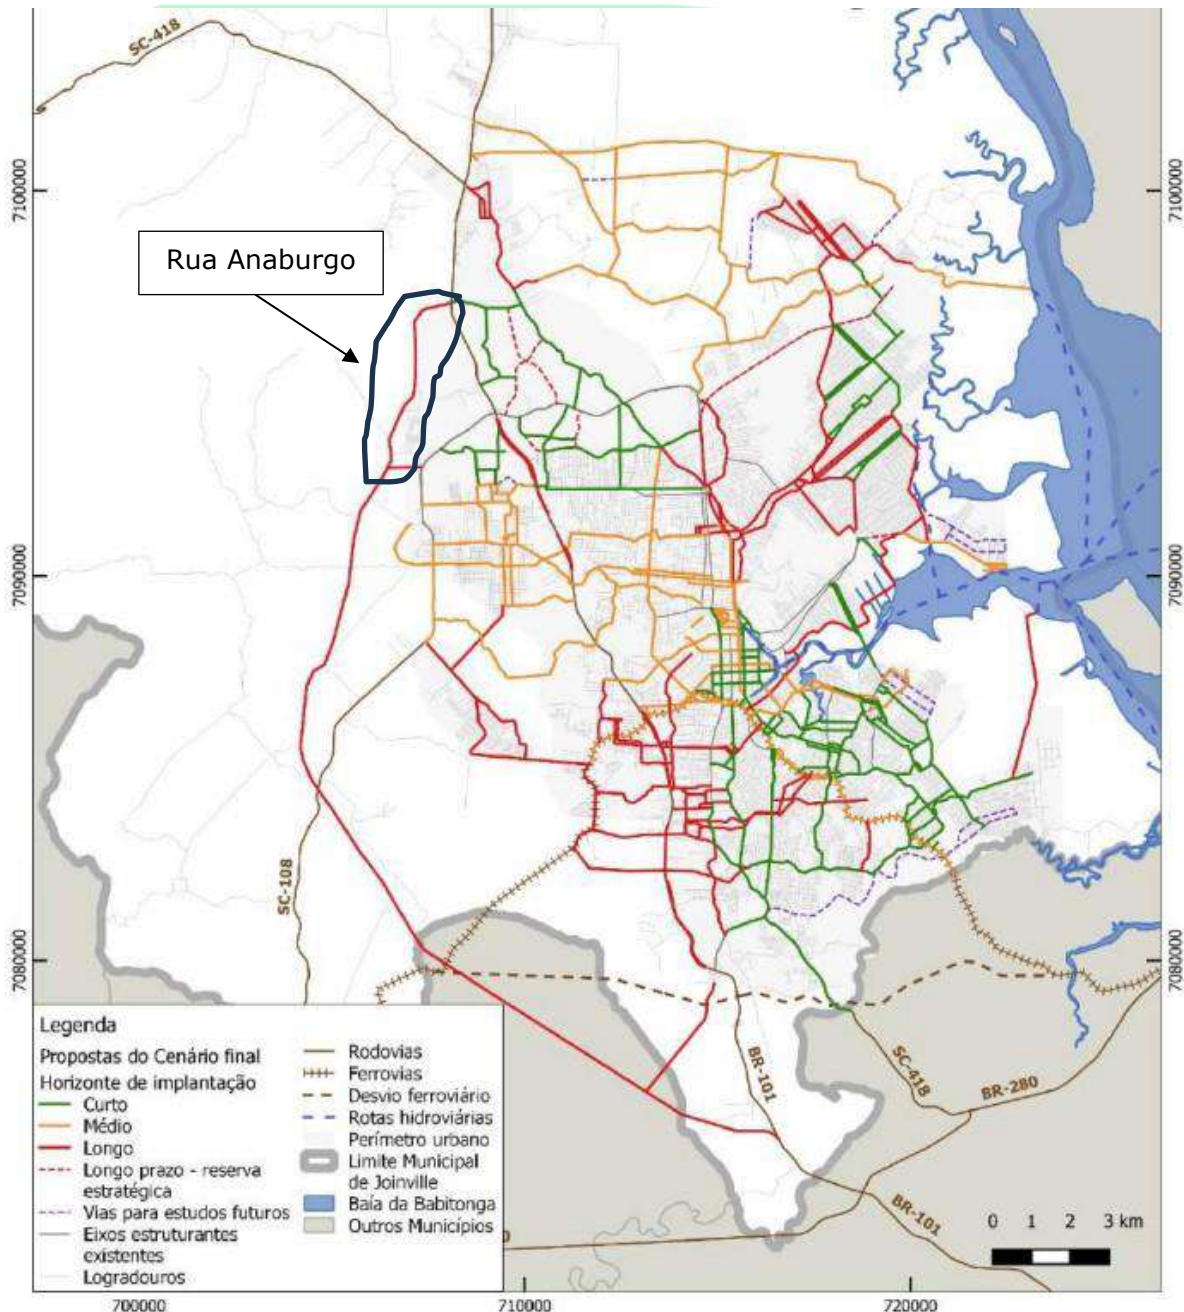 SC-418
7100000
7100000
Rua Anaburgo
7090000
7090000
SC-108
7080000
7080000
BR-101
SC-418
BR-280
BR-101
Legenda
Propostas do Cenário final
Horizonte de implantação
Curto
Médio
Longo
Longo prazo - reserva
estratégica
Vias para estudos futuros
Eixos estruturantes
existentes
Logradouros
Rodovias
Ferrovias
Desvio ferroviário
Rotas hidroviárias
Perímetro urbano
Limite Municipal
de Joinville
Baía da Babitonga
Outros Municípios
0 1 2 3 km
700000
710000
720000